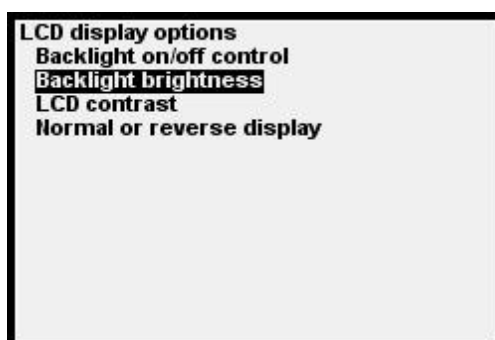 LCD display options
Backlight on/off control
Backlight brightness
LCD contrast
Normal or reverse display